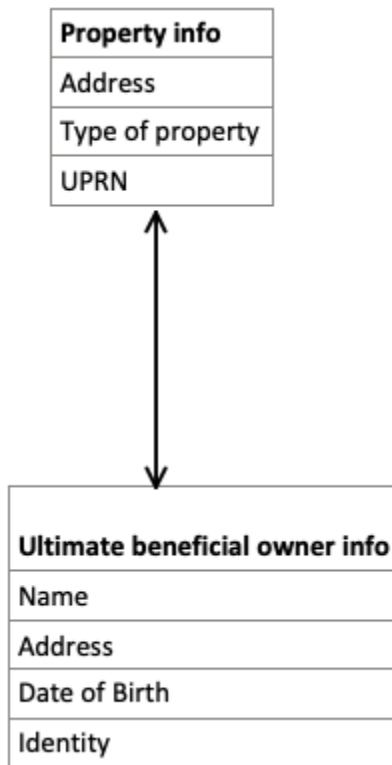 Property info
Address
Type of property
UPRN
Ultimate beneficial owner info
Name
Address
Date of Birth
Identity